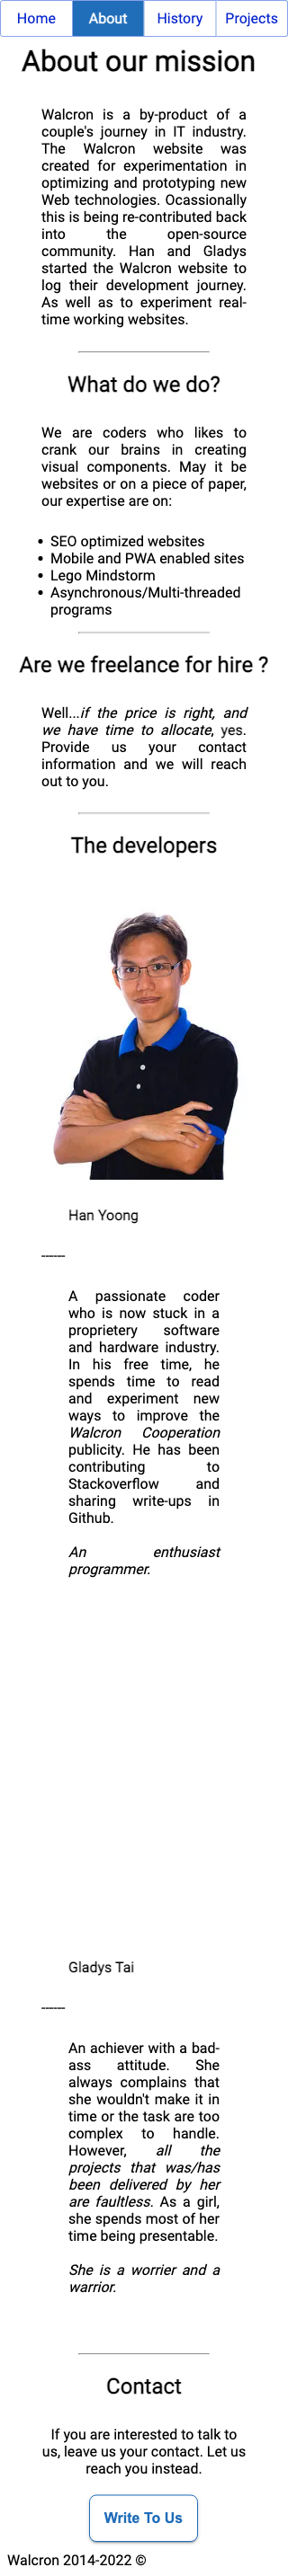 Home About History Projects
About our mission
Walcron is a by-product of a
couple's journey in IT industry.
The Walcron website was
created for experimentation in
optimizing and prototyping new
Web technologies. Ocassionally
this is being re-contributed back
into the open-source
community. Han and Gladys
started the Walcron website to
log their development journey.
As well as to experiment real-
time working websites.
What do we do?
We are coders who likes to
crank our brains in creating
visual components. May it be
websites or on a piece of paper,
our expertise are on:
• SEO optimized websites
• Mobile and PWA enabled sites
• Lego Mindstorm
• Asynchronous/Multi-threaded
programs
Are we freelance for hire ?
Well...if the price is right, and
we have time to allocate, yes.
Provide us your contact
information and we will reach
out to you.
The developers
Han Yoong
------
A passionate coder
who is now stuck in a
proprietery software
and hardware industry.
In his free time, he
spends time to read
and experiment new
ways to improve the
Walcron Cooperation
publicity. He has been
contributing to
Stackoverflow and
sharing write-ups in
Github.
An enthusiast
programmer.
Gladys Tai
------
An achiever with a bad-
ass attitude. She
always complains that
she wouldn't make it in
time or the task are too
complex to handle.
However, all the
projects that was/has
been delivered by her
are faultless. As a girl,
she spends most of her
time being presentable.
She is a worrier and a
warrior.
Contact
If you are interested to talk to
us, leave us your contact. Let us
reach you instead.
Write To Us
Walcron 2014-2022 ©